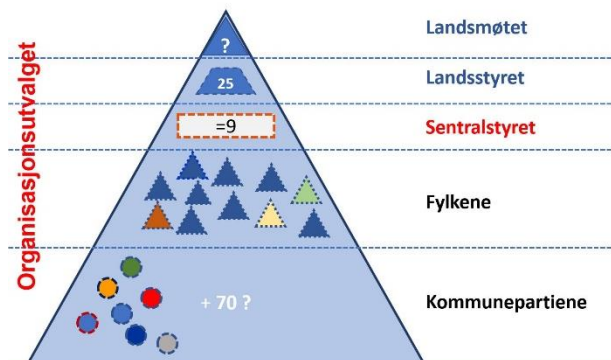 Organisasjonsutvalget
?
Landsmøtet
25
Landsstyret
=9
Sentralstyret
Fylkene
+ 70 ?
Kommunepartiene